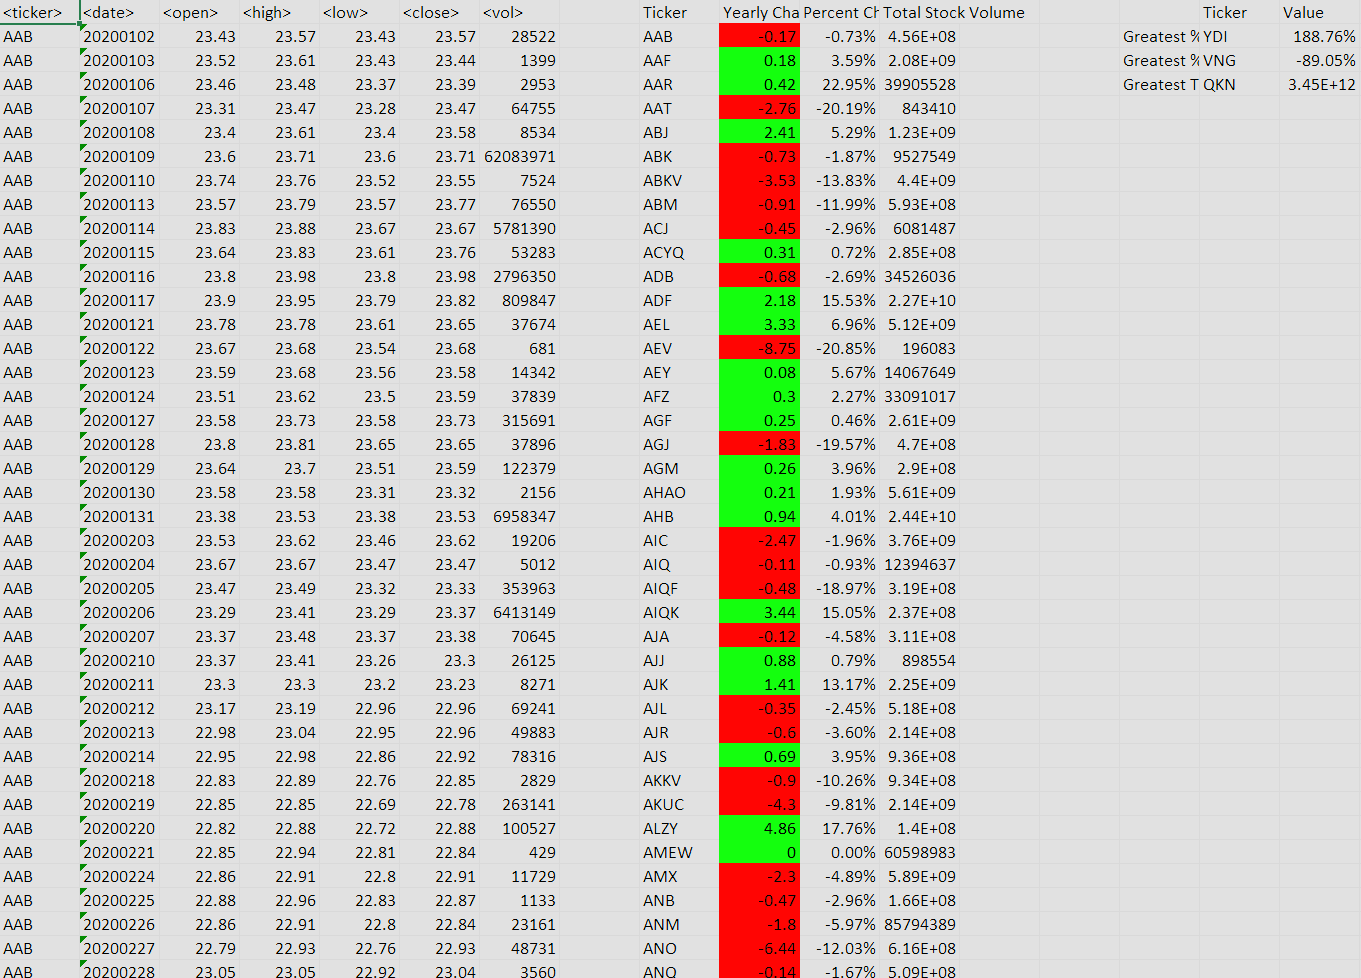 <ticker> <date> <open> <high> <low> <close> <vol> Ticker Yearly Cha Percent Ch Total Stock Volume Ticker Value
AAB 20200102 23.43 23.57 23.43 23.57 28522 AAB -0.17 -0.73% 4.56E+08 Greatest % YDI 188.76%
AAB 20200103 23.52 23.61 23.43 23.44 1399 AAF 0.18 3.59% 2.08E+09 Greatest % VNG -89.05%
AAB 20200106 23.46 23.48 23.37 23.39 2953 AAR 0.42 22.95% 39905528 Greatest T QKN 3.45E+12
AAB 20200107 23.31 23.47 23.28 23.47 64755 AAT -2.76 -20.19% 843410
AAB 20200108 23.4 23.61 23.4 23.58 8534 ABJ 2.41 5.29% 1.23E+09
AAB 20200109 23.6 23.71 23.6 23.71 62083971 ABK -0.73 -1.87% 9527549
AAB 20200110 23.74 23.76 23.52 23.55 7524 ABKV -3.53 -13.83% 4.4E+09
AAB 20200113 23.57 23.79 23.57 23.77 76550 ABM -0.91 -11.99% 5.93E+08
AAB 20200114 23.83 23.88 23.67 23.67 5781390 ACJ -0.45 -2.96% 6081487
AAB 20200115 23.64 23.83 23.61 23.76 53283 ACYQ 0.31 0.72% 2.85E+08
AAB 20200116 23.8 23.98 23.8 23.98 2796350 ADB -0.68 -2.69% 34526036
AAB 20200117 23.9 23.95 23.79 23.82 809847 ADF 2.18 15.53% 2.27E+10
AAB 20200121 23.78 23.78 23.61 23.65 37674 AEL 3.33 6.96% 5.12E+09
AAB 20200122 23.67 23.68 23.54 23.68 681 AEV -8.75 -20.85% 196083
AAB 20200123 23.59 23.68 23.56 23.58 14342 AEY 0.08 5.67% 14067649
AAB 20200124 23.51 23.62 23.5 23.59 37839 AFZ 0.3 2.27% 33091017
AAB 20200127 23.58 23.73 23.58 23.73 315691 AGF 0.25 0.46% 2.61E+09
AAB 20200128 23.8 23.81 23.65 23.65 37896 AGJ -1.83 -19.57% 4.7E+08
AAB 20200129 23.64 23.7 23.51 23.59 122379 AGM 0.26 3.96% 2.9E+08
AAB 20200130 23.58 23.58 23.31 23.32 2156 AHAO 0.21 1.93% 5.61E+09
AAB 20200131 23.38 23.53 23.38 23.53 6958347 AHB 0.94 4.01% 2.44E+10
AAB 20200203 23.53 23.62 23.46 23.62 19206 AIC -2.47 -1.96% 3.76E+09
AAB 20200204 23.67 23.67 23.47 23.47 5012 AIQ -0.11 -0.93% 12394637
AAB 20200205 23.47 23.49 23.32 23.33 353963 AIQF -0.48 -18.97% 3.19E+08
AAB 20200206 23.29 23.41 23.29 23.37 6413149 AIQK 3.44 15.05% 2.37E+08
AAB 20200207 23.37 23.48 23.37 23.38 70645 AJA -0.12 -4.58% 3.11E+08
AAB 20200210 23.37 23.41 23.26 23.3 26125 AJJ 0.88 0.79% 898554
AAB 20200211 23.3 23.3 23.2 23.23 8271 AJK 1.41 13.17% 2.25E+09
AAB 20200212 23.17 23.19 22.96 22.96 69241 AJL -0.35 -2.45% 5.18E+08
AAB 20200213 22.98 23.04 22.95 22.96 49883 AJR -0.6 -3.60% 2.14E+08
AAB 20200214 22.95 22.98 22.86 22.92 78316 AJS 0.69 3.95% 9.36E+08
AAB 20200218 22.83 22.89 22.76 22.85 2829 AKKV -0.9 -10.26% 9.34E+08
AAB 20200219 22.85 22.85 22.69 22.78 263141 AKUC -4.3 -9.81% 2.14E+09
AAB 20200220 22.82 22.88 22.72 22.88 100527 ALZY 4.86 17.76% 1.4E+08
AAB 20200221 22.85 22.94 22.81 22.84 429 AMEW 0 0.00% 60598983
AAB 20200224 22.86 22.91 22.8 22.91 11729 AMX -2.3 -4.89% 5.89E+09
AAB 20200225 22.88 22.96 22.83 22.87 1133 ANB -0.47 -2.96% 1.66E+08
AAB 20200226 22.86 22.91 22.8 22.84 23161 ANM -1.8 -5.97% 85794389
AAB 20200227 22.79 22.93 22.76 22.93 48731 ANO -6.44 -12.03% 6.16E+08
AAB 20200228 23.05 23.05 22.92 23.04 3560 ANQ -0.14 -1.67% 5.09E+08